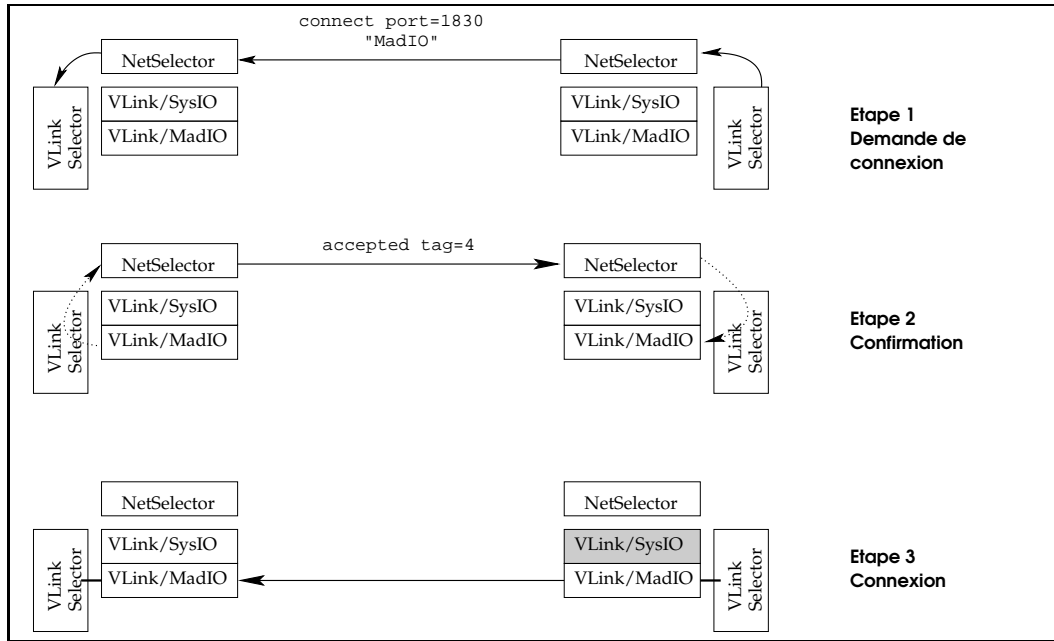 connect port=1830
"MadIO"
NetSelector
NetSelector
VLink/SysIO
VLink/SysIO
VLink/MadIO
VLink/MadIO
VLink
Selector
VLink
Selector
Etape 1
Demande de
connexion
accepted tag=4
NetSelector
NetSelector
VLink/SysIO
VLink/SysIO
VLink/MadIO
VLink/MadIO
VLink
Selector
VLink
Selector
Etape 2
Confirmation
NetSelector
NetSelector
VLink/SysIO
VLink/SysIO
VLink/MadIO
VLink/MadIO
VLink
Selector
VLink
Selector
Etape 3
Connexion